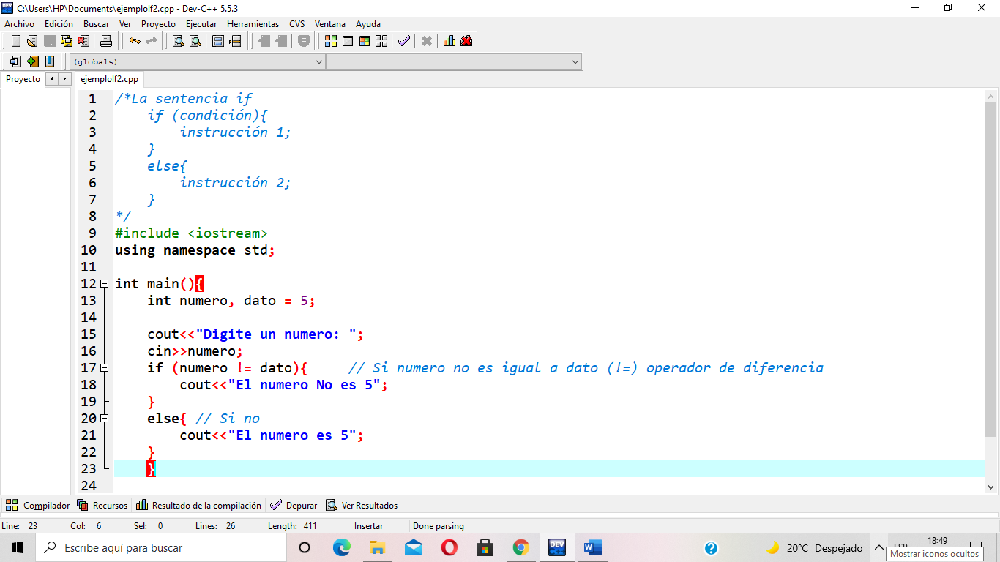 C:\Users\HP\Documents\ejemplolf2.cpp - Dev-C++ 5.5.3
Archivo Edición Buscar Ver Proyecto Ejecutar Herramientas CVS Ventana Ayuda
(globals)
Proyecto ejemplolf2.cpp
1 /*La sentencia if
2 if (condición){
3 instrucción 1;
4 }
5 else{
6 instrucción 2;
7 }
8 */
9 #include <iostream>
10 using namespace std;
11
12 int main(){
13 int numero, dato = 5;
14
15 cout<<"Digite un numero: ";
16 cin>>numero;
17 if (numero != dato){ // Si numero no es igual a dato (!=) operador de diferencia
18 cout<<"El numero No es 5";
19 }
20 else{ // Si no
21 cout<<"El numero es 5";
22 }
23 }
24
Compilador Recursos Resultado de la compilación Depurar Ver Resultados
Line: 23 Col: 6 Sel: 0 Lines: 26 Length: 411 Insertar Done parsing
Escribe aquí para buscar DEV W 20°C Despejado 18:49
Mostrar iconos ocultos